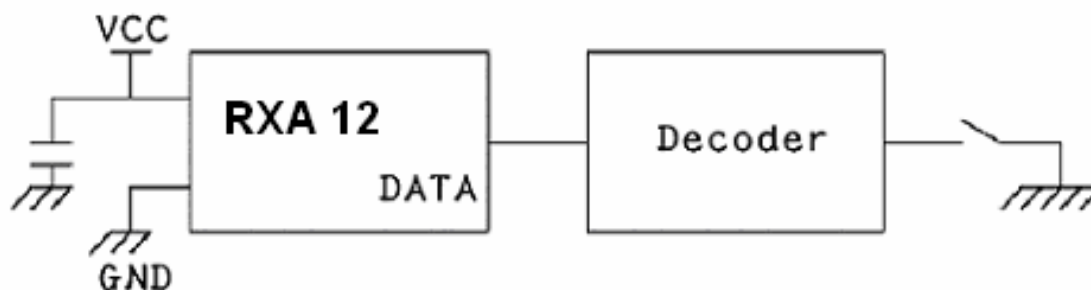 VCC
RXA 12
DATA
Decoder
GND